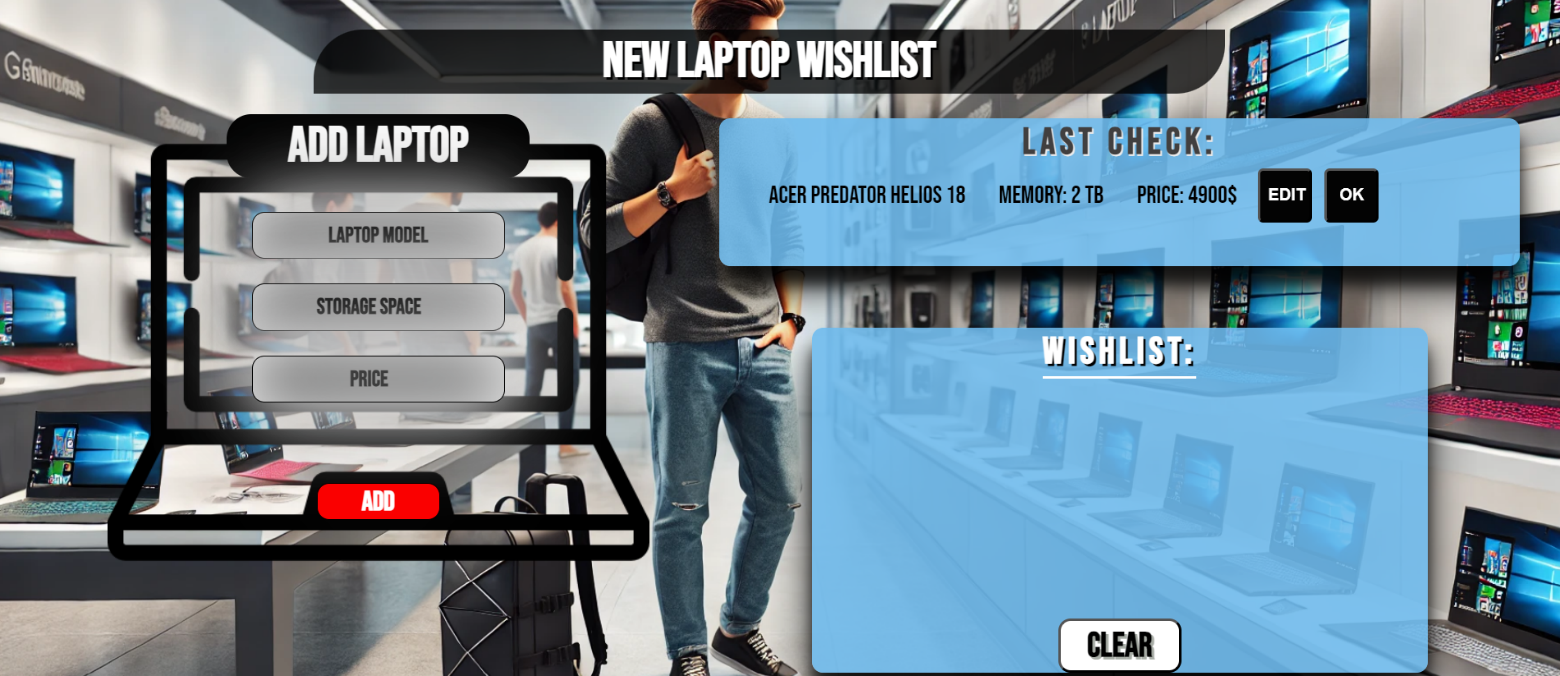 NEW LAPTOP WISHLIST
ADD LAPTOP
LAPTOP MODEL
STORAGE SPACE
PRICE
ADD
LAST CHECK:
ACER PREDATOR HELIOS 18 MEMORY: 2 TB PRICE: 4900$ EDIT OK
WISHLIST:
CLEAR